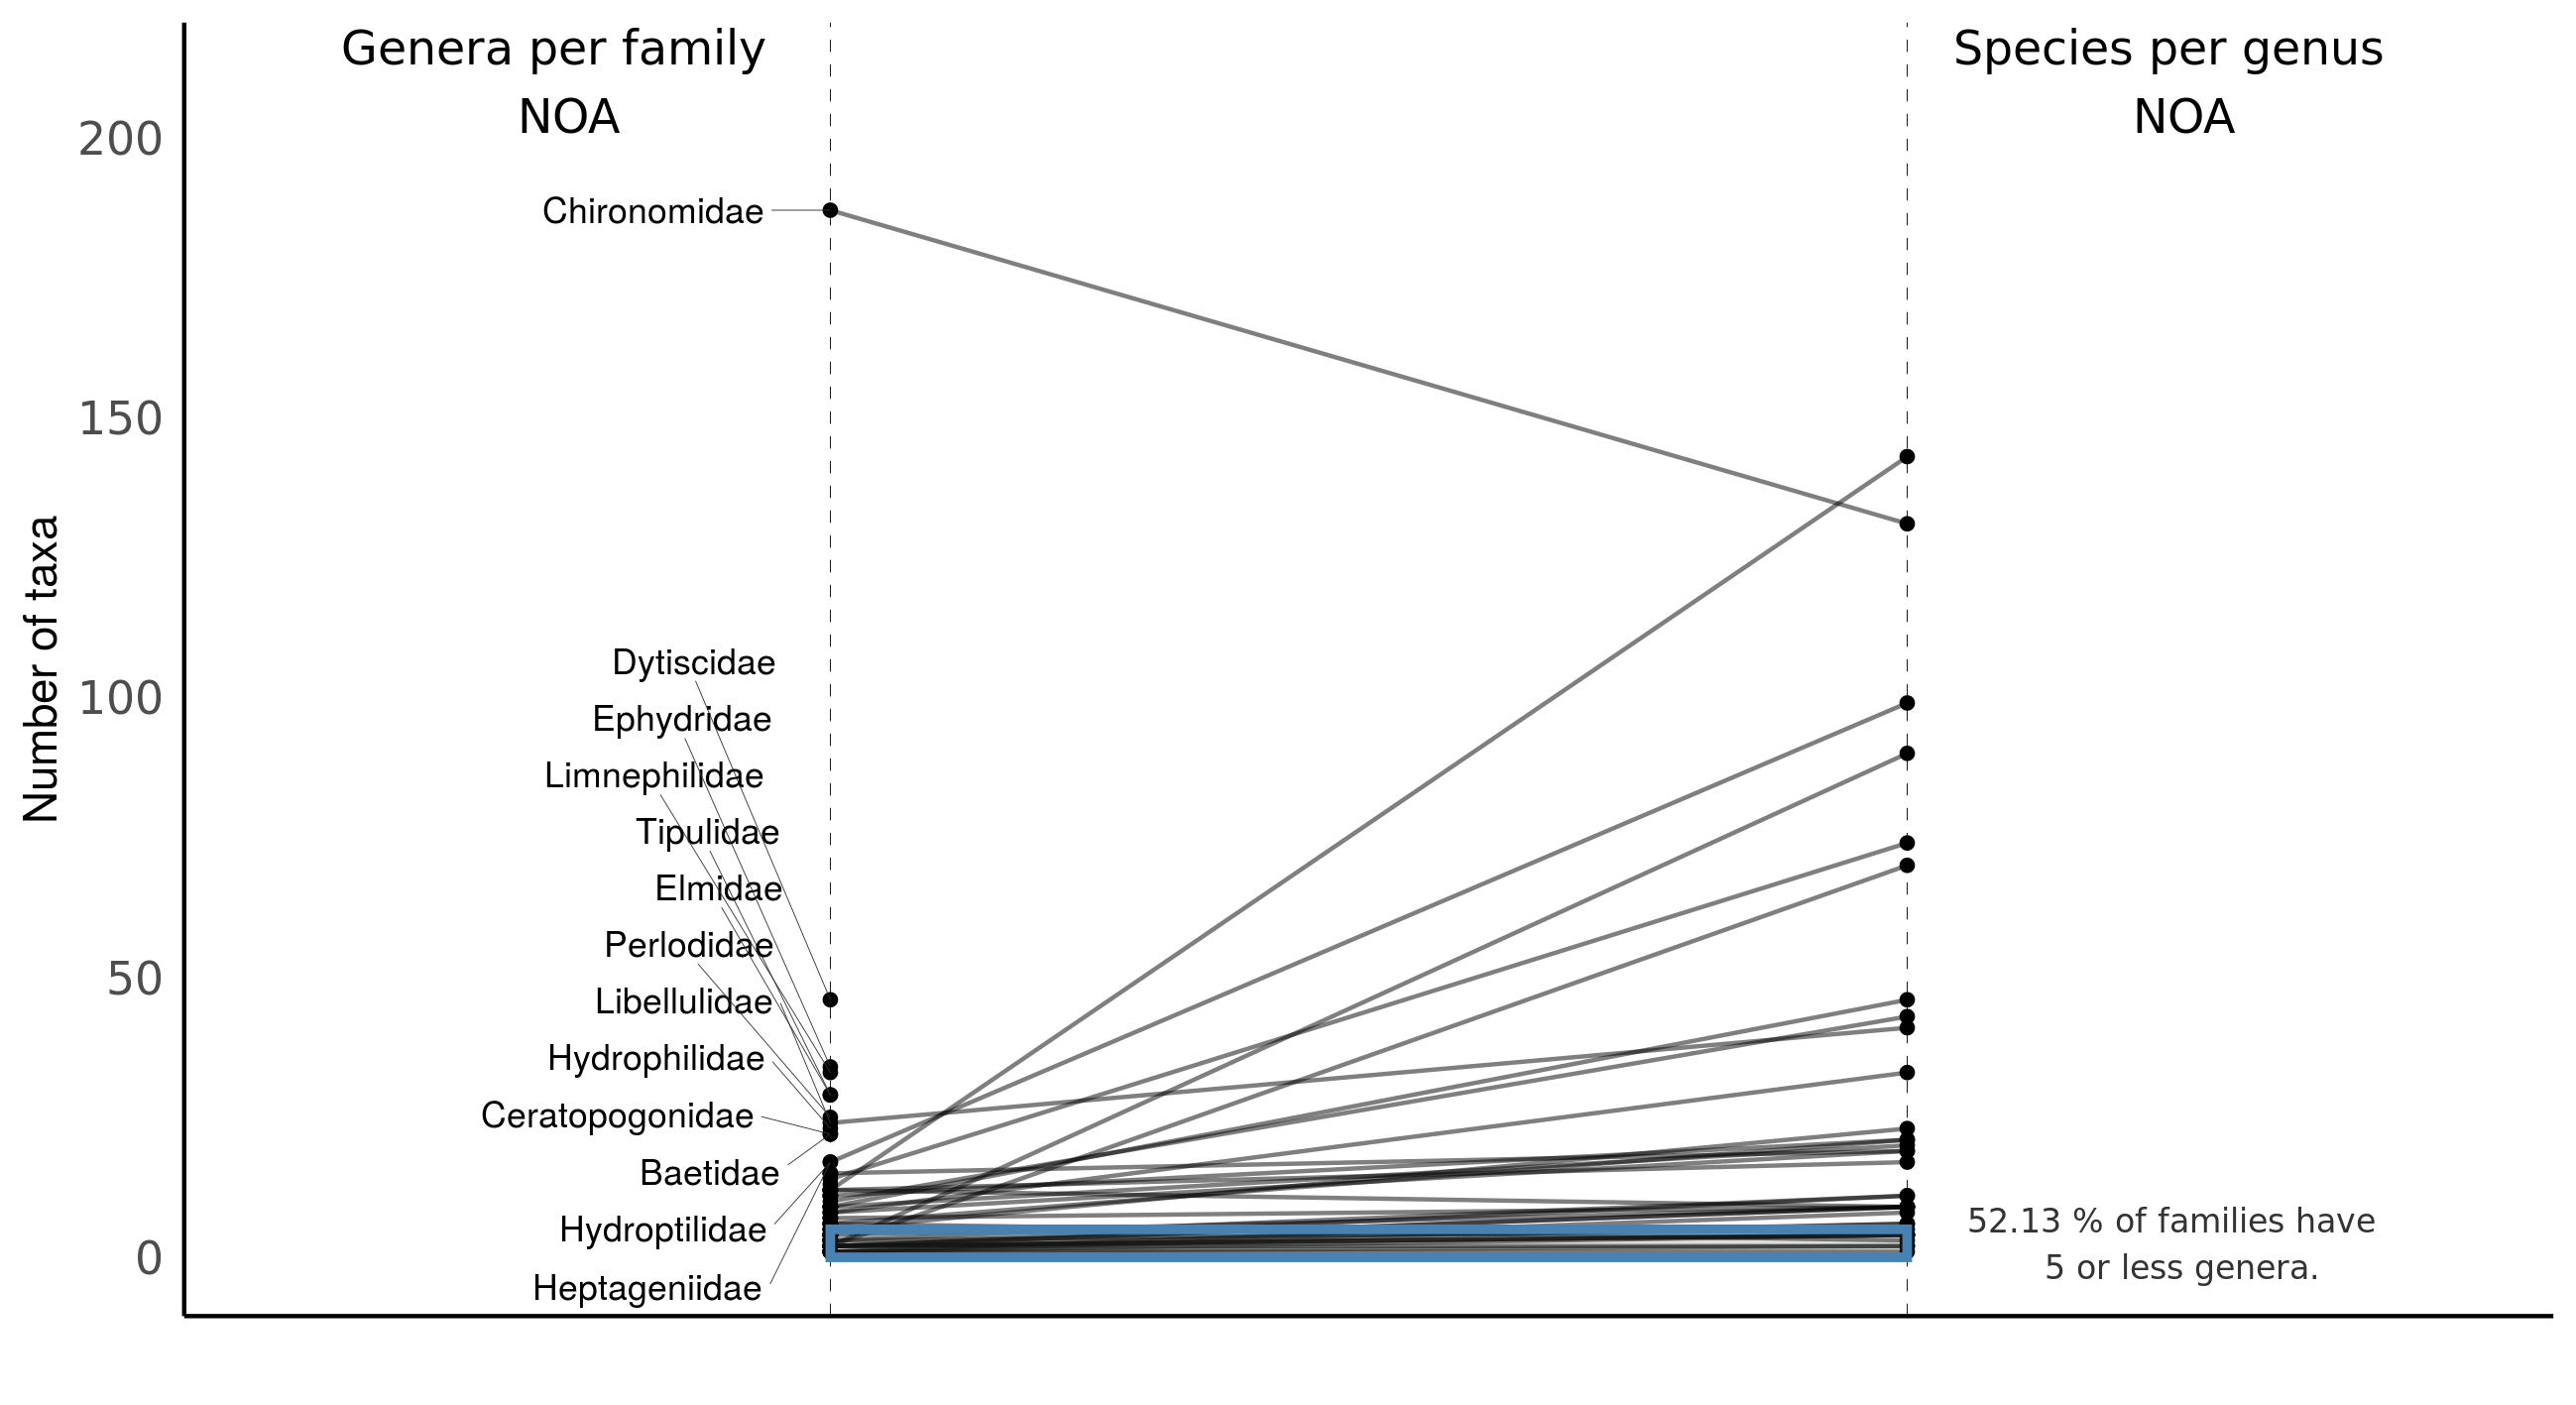 Genera per family
NOA
Species per genus
NOA
Number of taxa
200
150
100
50
0
Chironomidae
Dytiscidae
Ephydridae
Limnephilidae
Tipulidae
Elmidae
Perlodidae
Libellulidae
Hydrophilidae
Ceratopogonidae
Baetidae
Hydroptilidae
Heptageniidae
52.13 % of families have
5 or less genera.